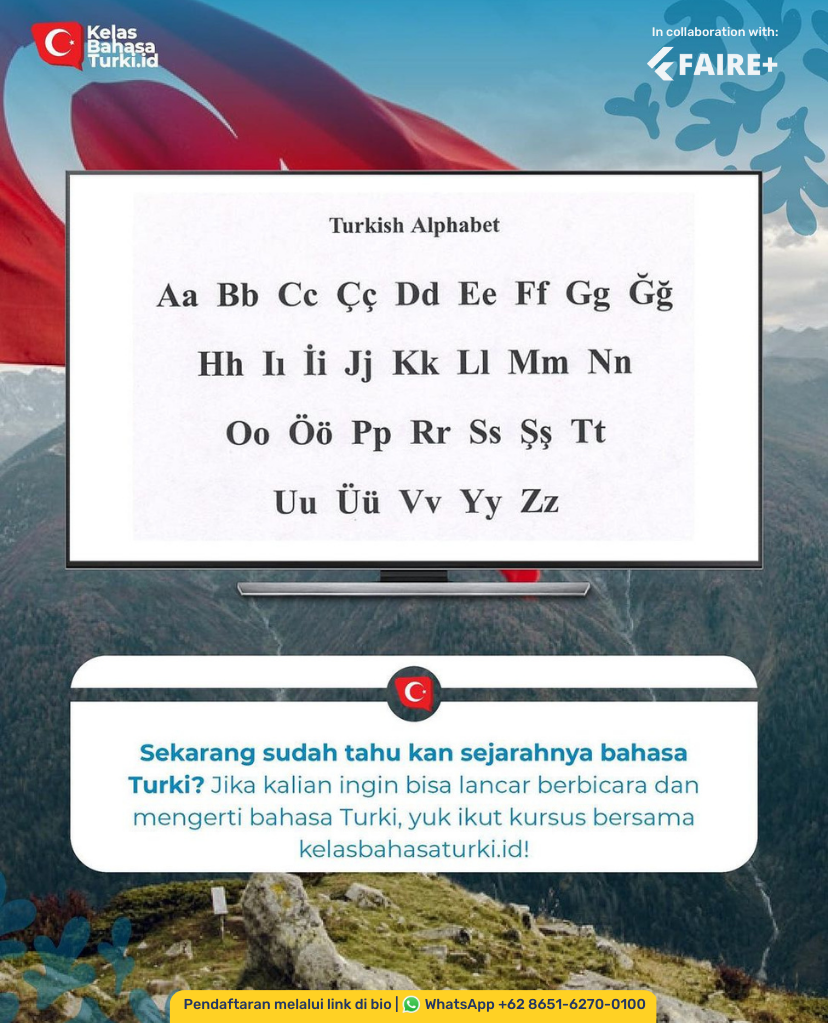 Kelas
Bahasa
Turki.id
In collaboration with:
FAIRE+
Turkish Alphabet
Aa Bb Cc Çç Dd Ee Ff Gg Ğğ
Hh Iı İi Jj Kk Ll Mm Nn
Oo Öö Pp Rr Ss Şş Tt
Uu Üü Vv Yy Zz
Sekarang sudah tahu kan sejarahnya bahasa
Turki? Jika kalian ingin bisa lancar berbicara dan
mengerti bahasa Turki, yuk ikut kursus bersama
kelasbahasaturki.id!
Pendaftaran melalui link di bio | WhatsApp +62 8651-6270-0100